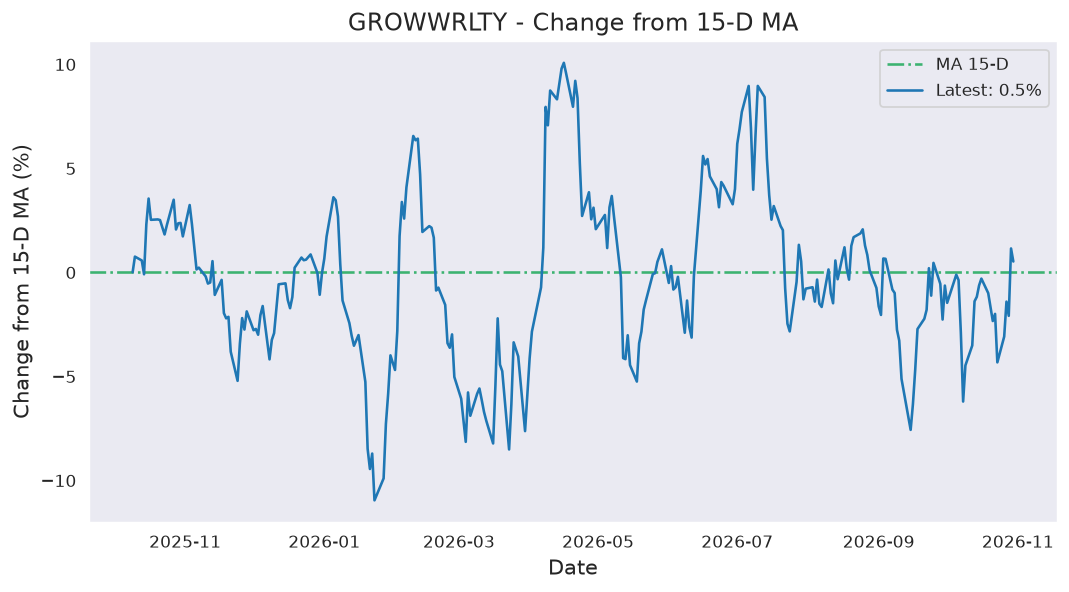 GROWWRLTY - Change from 15-D MA
MA 15-D
Latest: 0.5%
Change from 15-D MA (%)
10
5
0
−5
−10
2025-11
2026-01
2026-03
2026-05
2026-07
2026-09
2026-11
Date